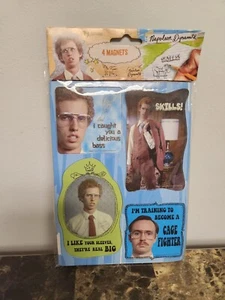 4 MAGNETS
Napoleon Dynamite
i caught you a
delicious
bass
SKILLS!
I LIKE YOUR SLEEVES.
THEY'RE REAL BIG
I'M TRAINING TO
BECOME A
CAGE
FIGHTER